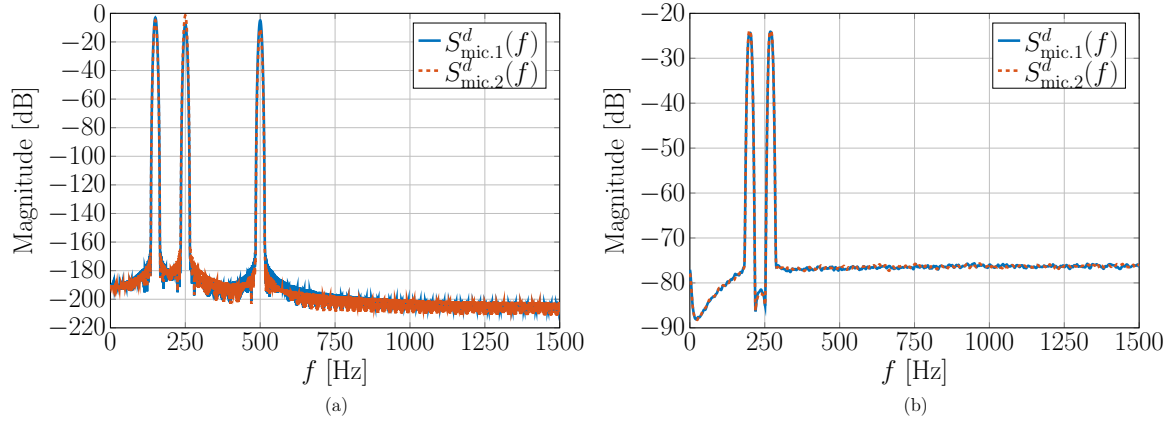 0
−20
−40
−60
−80
−100
−120
−140
−160
−180
−200
−220
Magnitude [dB]
0 250 500 750 1000 1250 1500
f [Hz]
S^d_mic.1(f)
S^d_mic.2(f)
(a)
−20
−30
−40
−50
−60
−70
−80
−90
Magnitude [dB]
0 250 500 750 1000 1250 1500
f [Hz]
S^d_mic.1(f)
S^d_mic.2(f)
(b)